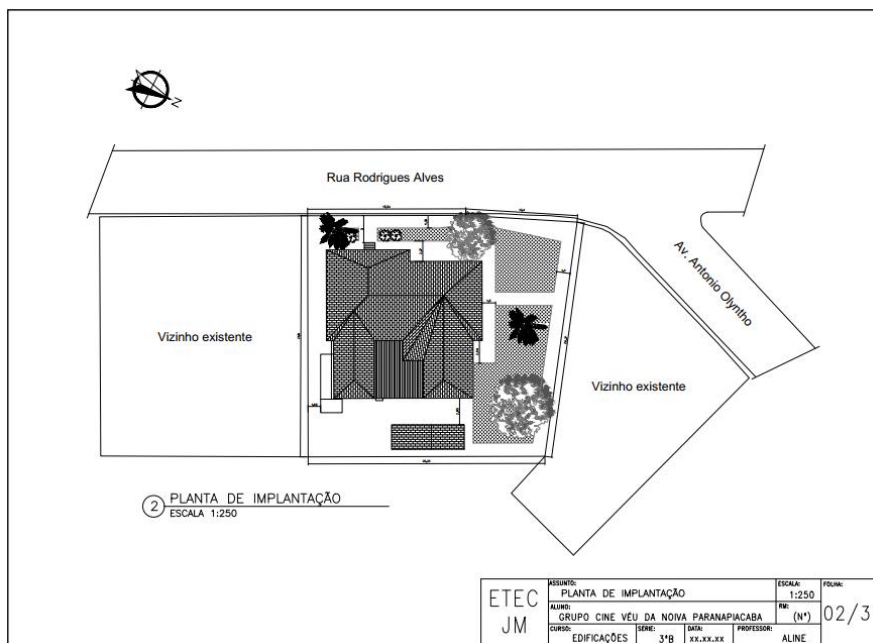 N
Rua Rodrigues Alves
Av. Antonio Olyntho
Vizinho existente
Vizinho existente
2 PLANTA DE IMPLANTAÇÃO
ESCALA 1:250
ETEC
JM
ASSUNTO:
PLANTA DE IMPLANTAÇÃO
ESCALA:
1:250
FOLHA:
02/3
ALUNO:
GRUPO CINE VÉU DA NOIVA PARANAPIACABA
RM:
(N°)
CURSO:
EDIFICAÇÕES
SÉRIE:
3°B
DATA:
xx.xx.xx
PROFESSOR:
ALINE